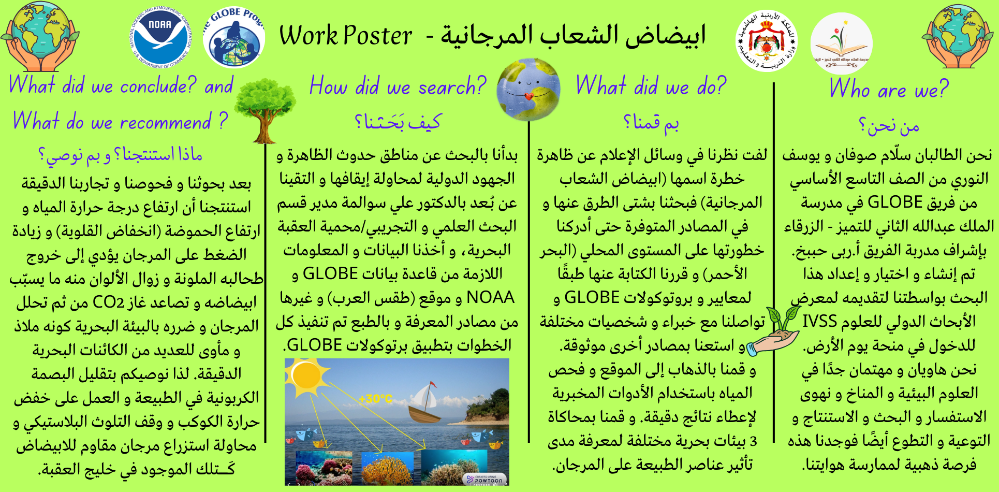 ابيضاض الشعاب المرجانية - Work Poster
NOAA
NATIONAL OCEANIC AND ATMOSPHERIC ADMINISTRATION
U.S. DEPARTMENT OF COMMERCE
The GLOBE Prog
المملكة الأردنية الهاشمية
وزارة التربية و التعليم
Who are we?
من نحن؟
نحن الطالبان سلّام صوفان و يوسف
النوري من الصف التاسع الأساسي
من فريق GLOBE في مدرسة
الملك عبدالله الثاني للتميز - الزرقاء
بإشراف مدربة الفريق أ.ربى حبيخ.
تم إنشاء و اختيار و إعداد هذا
البحث بواسطتنا لتقديمه لمعرض
الأبحاث الدولي للعلوم IVSS
للدخول في منحة يوم الأرض.
نحن هاويان و مهتمان جدًا في
العلوم البيئية و المناخ و نهوى
الاستفسار و البحث و الاستنتاج و
التوعية و التطوع أيضًا فوجدنا هذه
فرصة ذهبية لممارسة هوايتنا.
What did we do?
بم قمنا؟
لفت نظرنا في وسائل الإعلام عن ظاهرة
خطرة اسمها (ابيضاض الشعاب
المرجانية) فبحثنا بشتى الطرق عنها و
في المصادر المتوفرة حتى أدركنا
خطورتها على المستوى المحلي (البحر
الأحمر) و قررنا الكتابة عنها طبقًا
لمعايير و بروتوكولات GLOBE و
تواصلنا مع خبراء و شخصيات مختلفة
و استعنا بمصادر أخرى موثوقة.
و قمنا بالذهاب إلى الموقع و فحص
المياه باستخدام الأدوات المخبرية
لإعطاء نتائج دقيقة. و قمنا بمحاكاة
3 بيئات بحرية مختلفة لمعرفة مدى
تأثير عناصر الطبيعة على المرجان.
How did we search?
كيف بَحَـثـنا؟
بدأنا بالبحث عن مناطق حدوث الظاهرة و
الجهود الدولية لمحاولة إيقافها و التقينا
عن بُعد بالدكتور علي سوالمة مدير قسم
البحث العلمي و التجريبي/محمية العقبة
البحرية، و أخذنا البيانات و المعلومات
اللازمة من قاعدة بيانات GLOBE و
NOAA و موقع (طقس العرب) و غيرها
من مصادر المعرفة و بالطبع تم تنفيذ كل
الخطوات بتطبيق برتوكولات GLOBE.
+30°C
CREATED USING
POWTOON
What did we conclude? and
What do we recommend ?
ماذا استنتجنا؟ و بم نوصي؟
بعد بحوثنا و فحوصنا و تجاربنا الدقيقة
استنتجنا أن ارتفاع درجة حرارة المياه و
ارتفاع الحموضة (انخفاض القلوية) و زيادة
الضغط على المرجان يؤدي إلى خروج
طحالبه الملونة و زوال الألوان منه ما يسبّب
ابيضاضه و تصاعد غاز CO2 من ثم تحلل
المرجان و ضرره بالبيئة البحرية كونه ملاذ
و مأوى للعديد من الكائنات البحرية
الدقيقة. لذا نوصيكم بتقليل البصمة
الكربونية في الطبيعة و العمل على خفض
حرارة الكوكب و وقف التلوث البلاستيكي و
محاولة استزراع مرجان مقاوم للابيضاض
كَـــتلك الموجود في خليج العقبة.